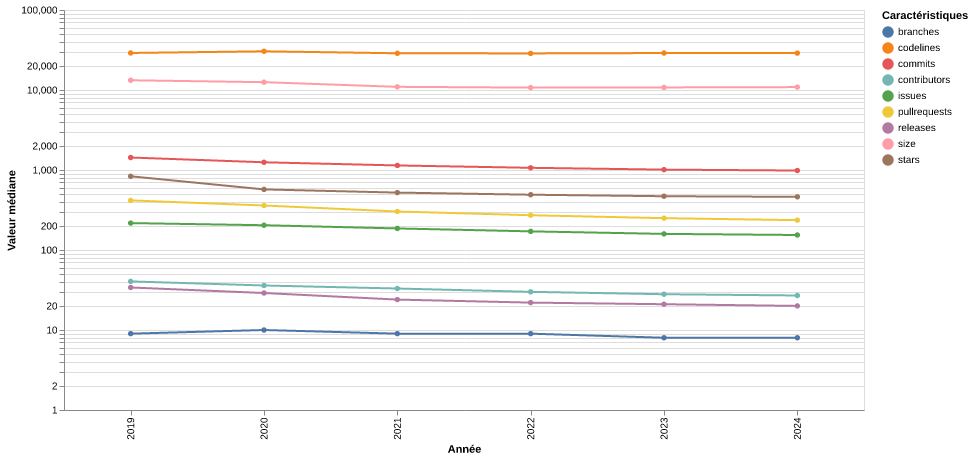 100,000
20,000
10,000
2,000
1,000
200
100
20
10
2
1
Valeur médiane
2019
2020
2021
2022
2023
2024
Année
Caractéristiques
branches
codelines
commits
contributors
issues
pullrequests
releases
size
stars